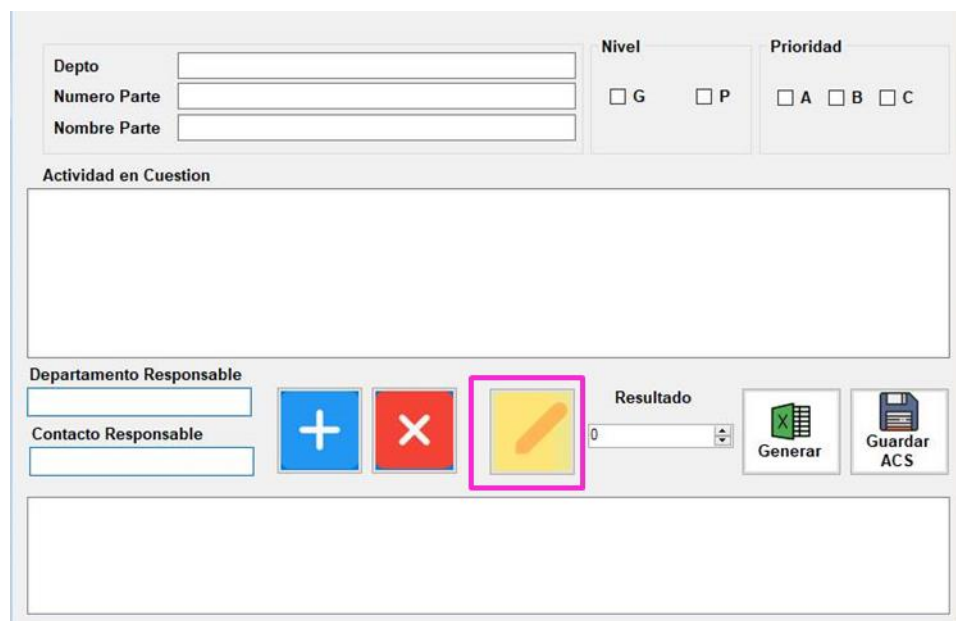 Nivel
Prioridad
Depto
Numero Parte
Nombre Parte
G
P
A
B
C
Actividad en Cuestion
Departamento Responsable
Contacto Responsable
Resultado
0
Generar
Guardar
ACS